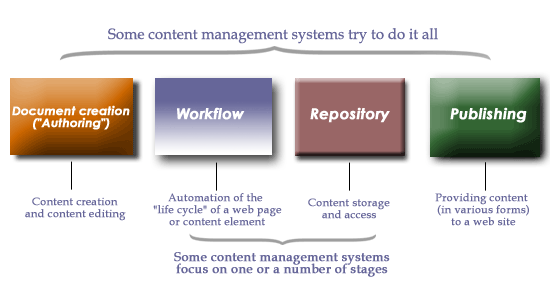 Some content management systems try to do it all
Document creation
("Authoring")
Workflow
Repository
Publishing
Content creation
and content editing
Automation of the
"life cycle" of a web page
or content element
Content storage
and access
Providing content
(in various forms)
to a web site
Some content management systems
focus on one or a number of stages